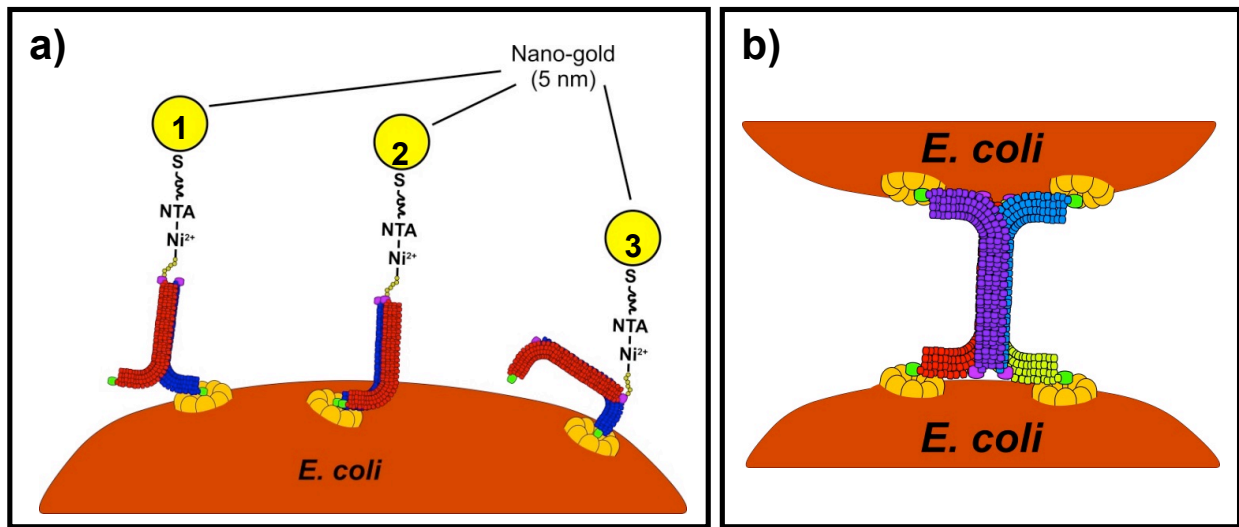 a)
Nano-gold
(5 nm)
1
S
NTA
Ni²⁺
2
S
NTA
Ni²⁺
3
S
NTA
Ni²⁺
E. coli
b)
E. coli
E. coli